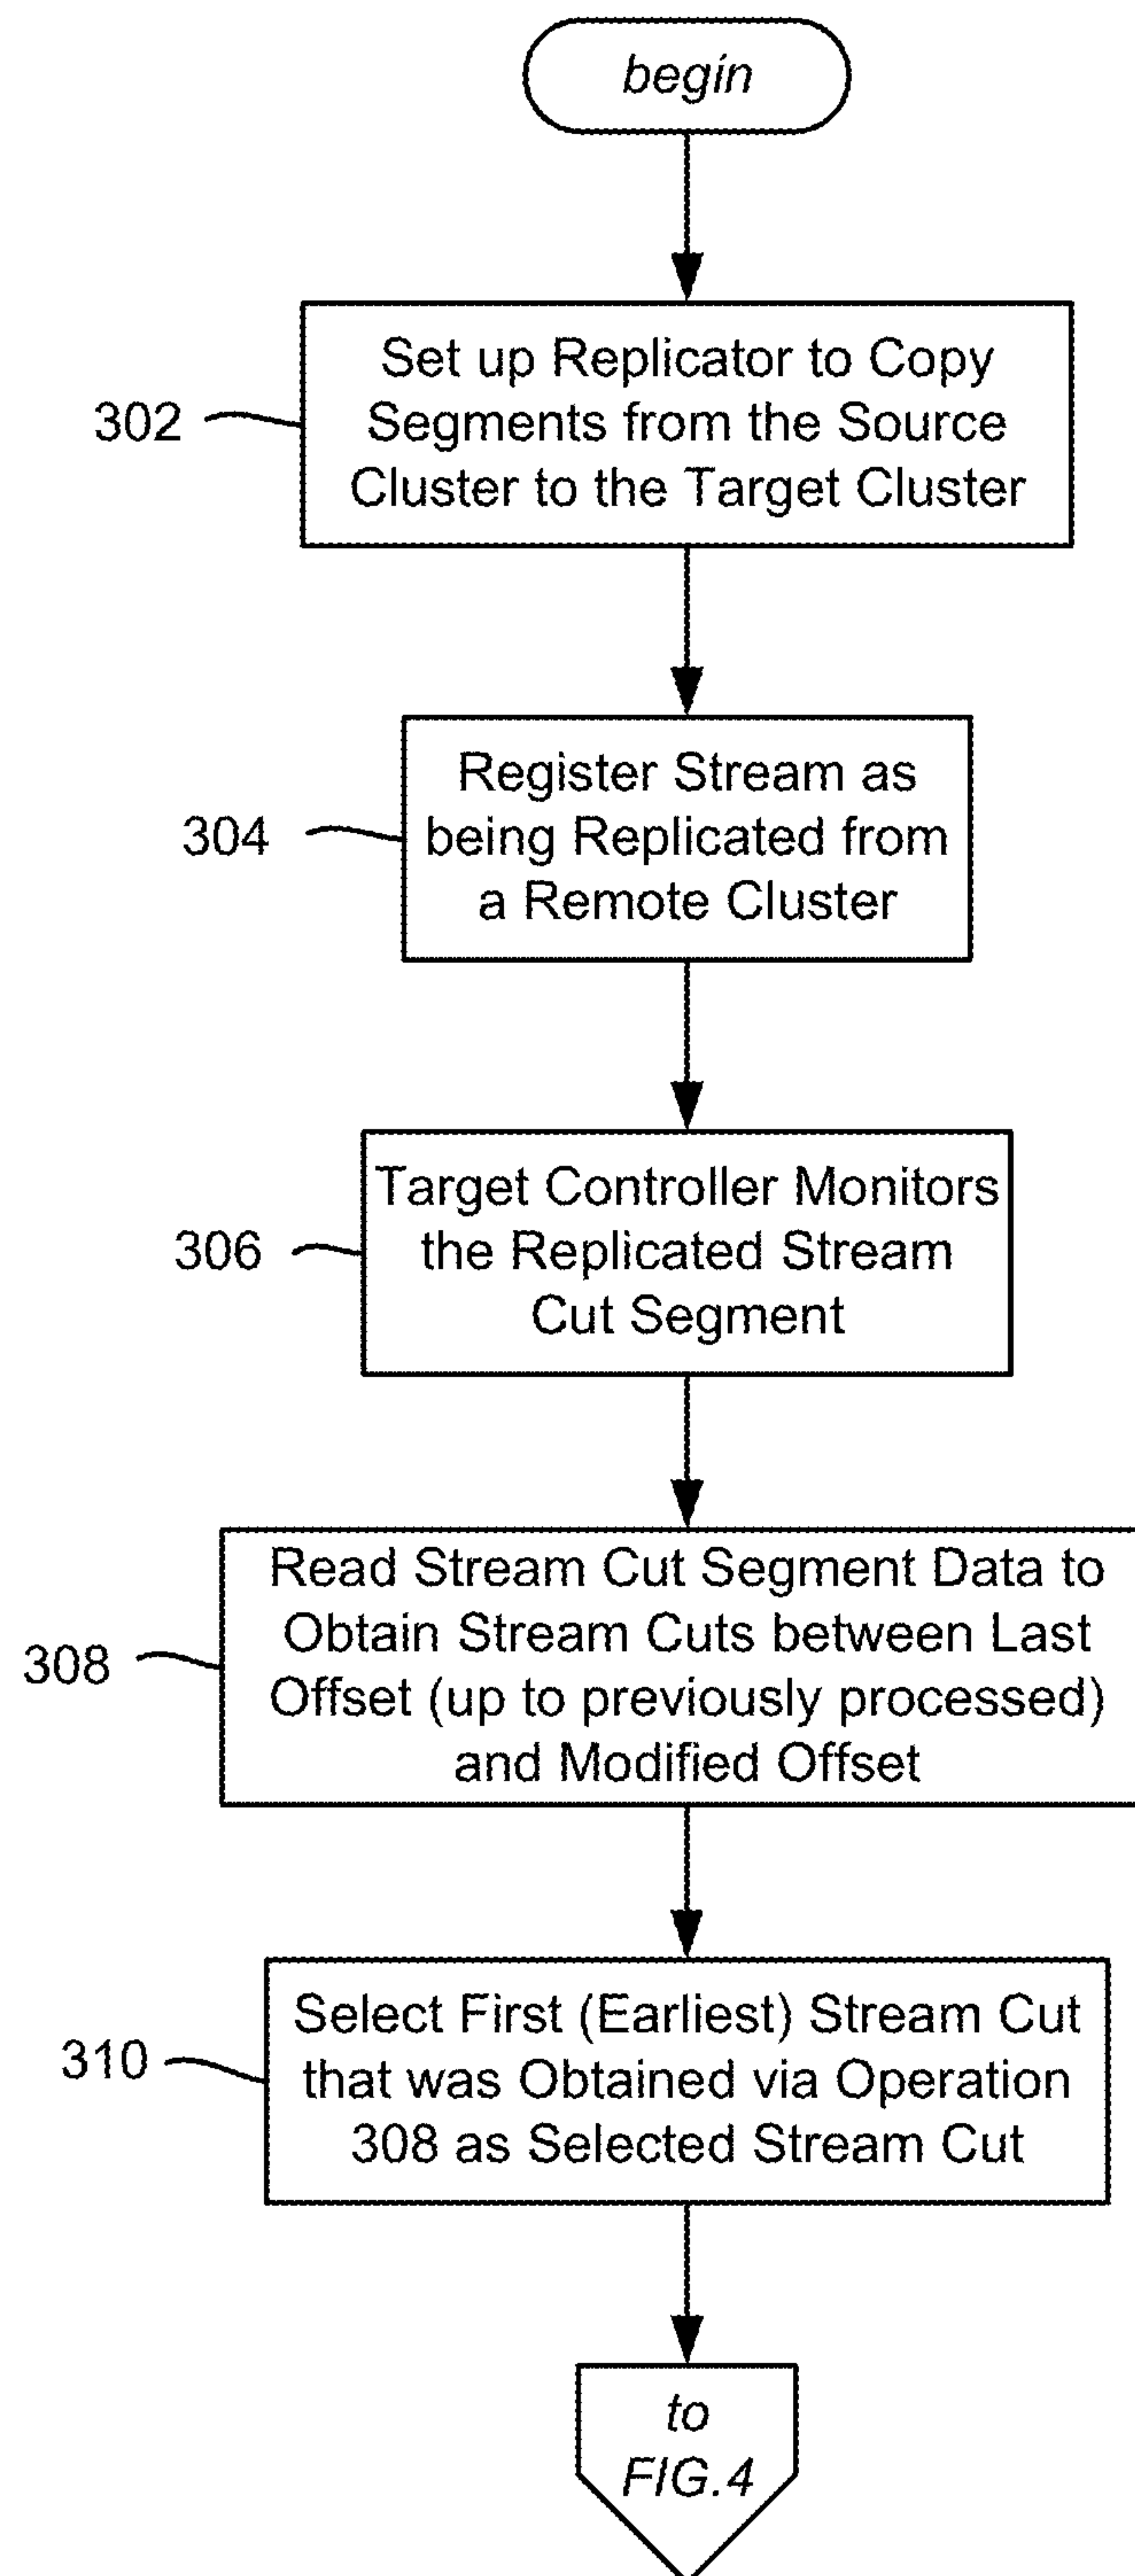 begin
302
Set up Replicator to Copy
Segments from the Source
Cluster to the Target Cluster
304
Register Stream as
being Replicated from
a Remote Cluster
306
Target Controller Monitors
the Replicated Stream
Cut Segment
308
Read Stream Cut Segment Data to
Obtain Stream Cuts between Last
Offset (up to previously processed)
and Modified Offset
310
Select First (Earliest) Stream Cut
that was Obtained via Operation
308 as Selected Stream Cut
to
FIG.4